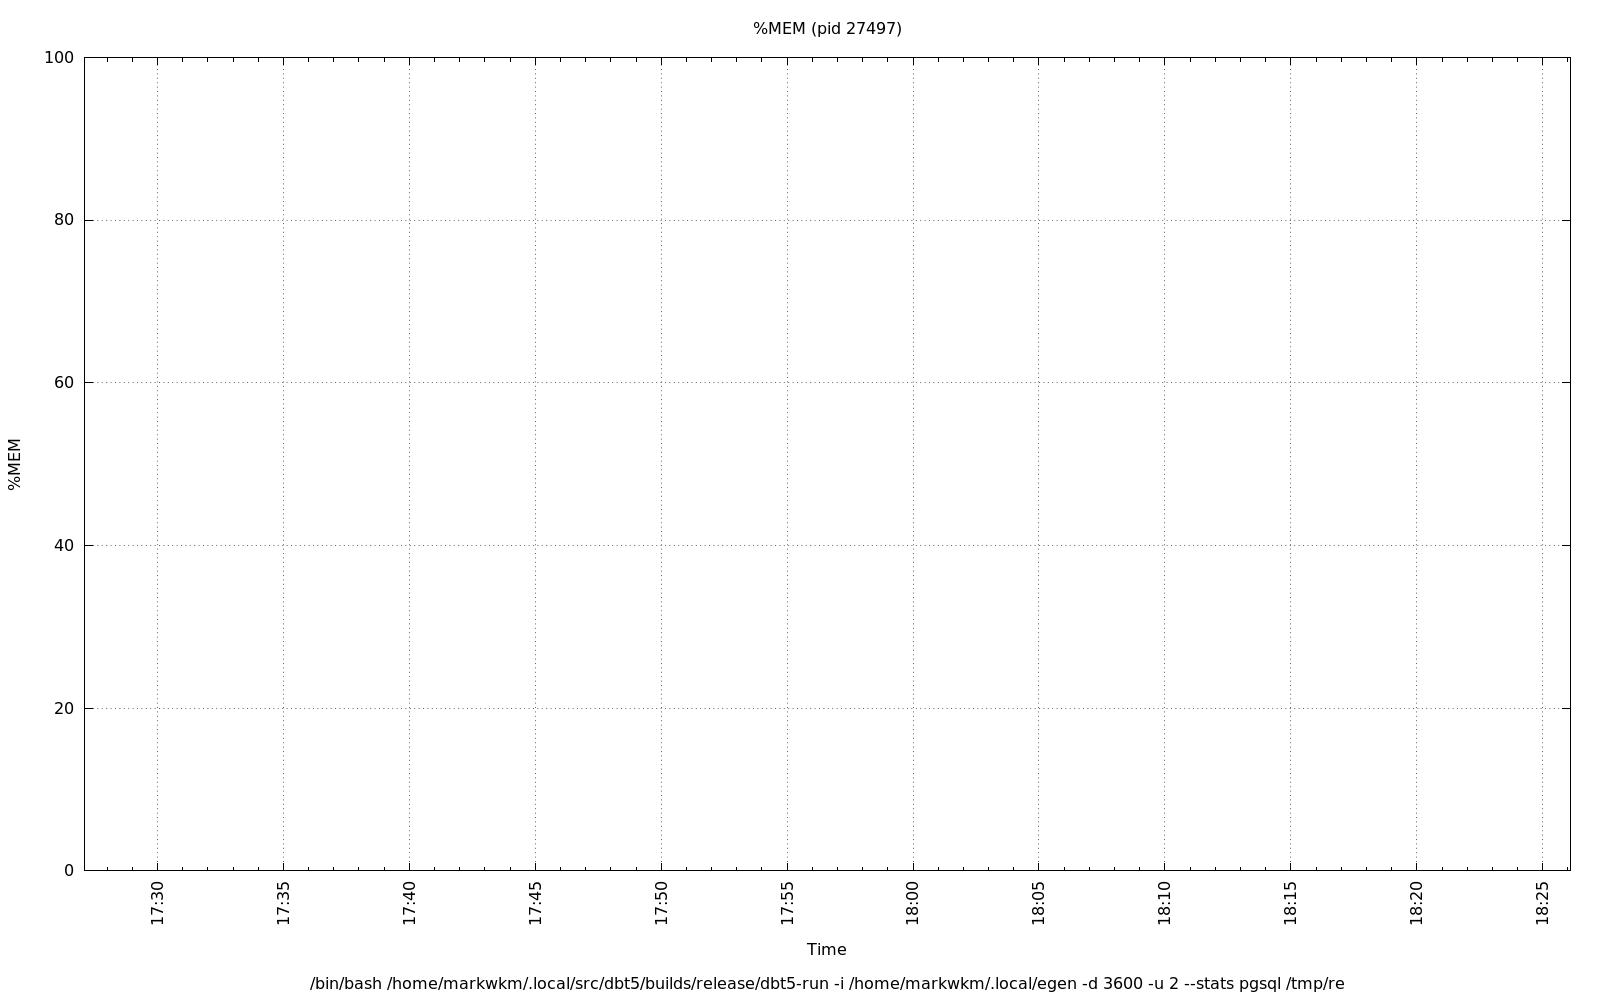 %MEM (pid 27497)
100
80
60
40
20
0
%MEM
17:30 17:35 17:40 17:45 17:50 17:55 18:00 18:05 18:10 18:15 18:20 18:25
Time
/bin/bash /home/markwkm/.local/src/dbt5/builds/release/dbt5-run -i /home/markwkm/.local/egen -d 3600 -u 2 --stats pgsql /tmp/re